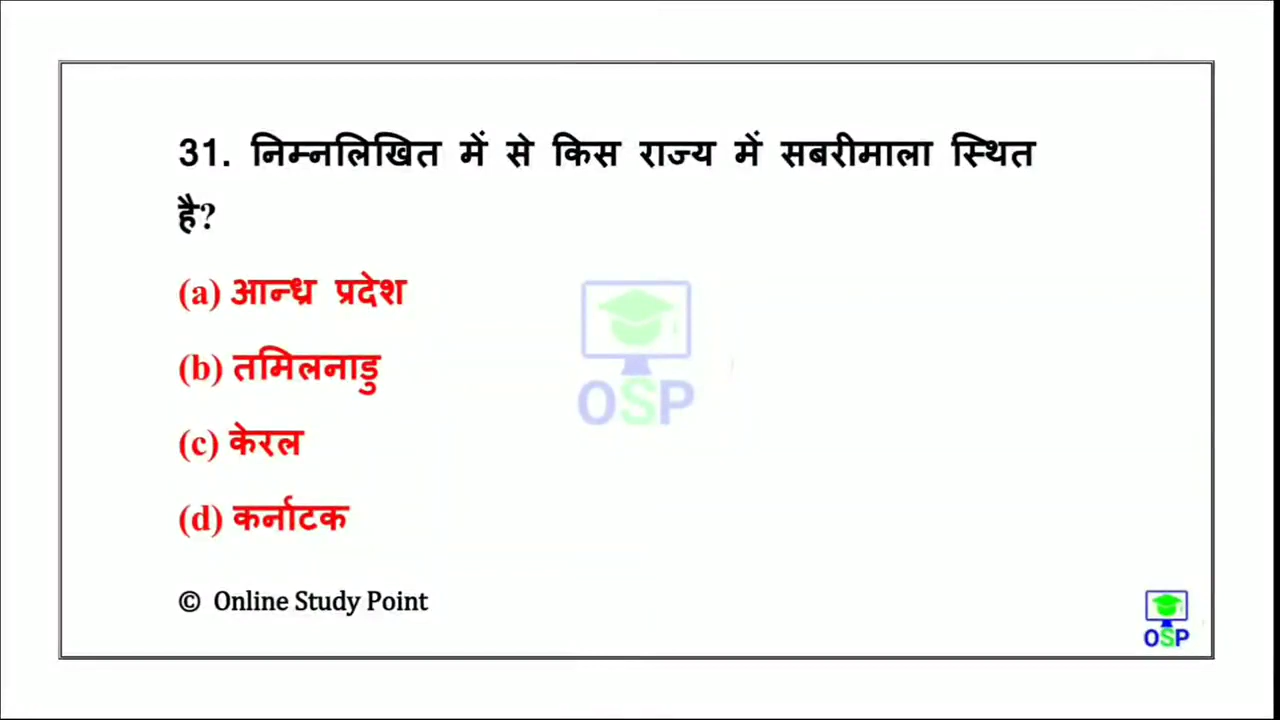 31. निम्नलिखित में से किस राज्य में सबरीमाला स्थित
है?
(a) आन्ध्र प्रदेश
(b) तमिलनाडु
(c) केरल
(d) कर्नाटक
OSP
© Online Study Point
OSP